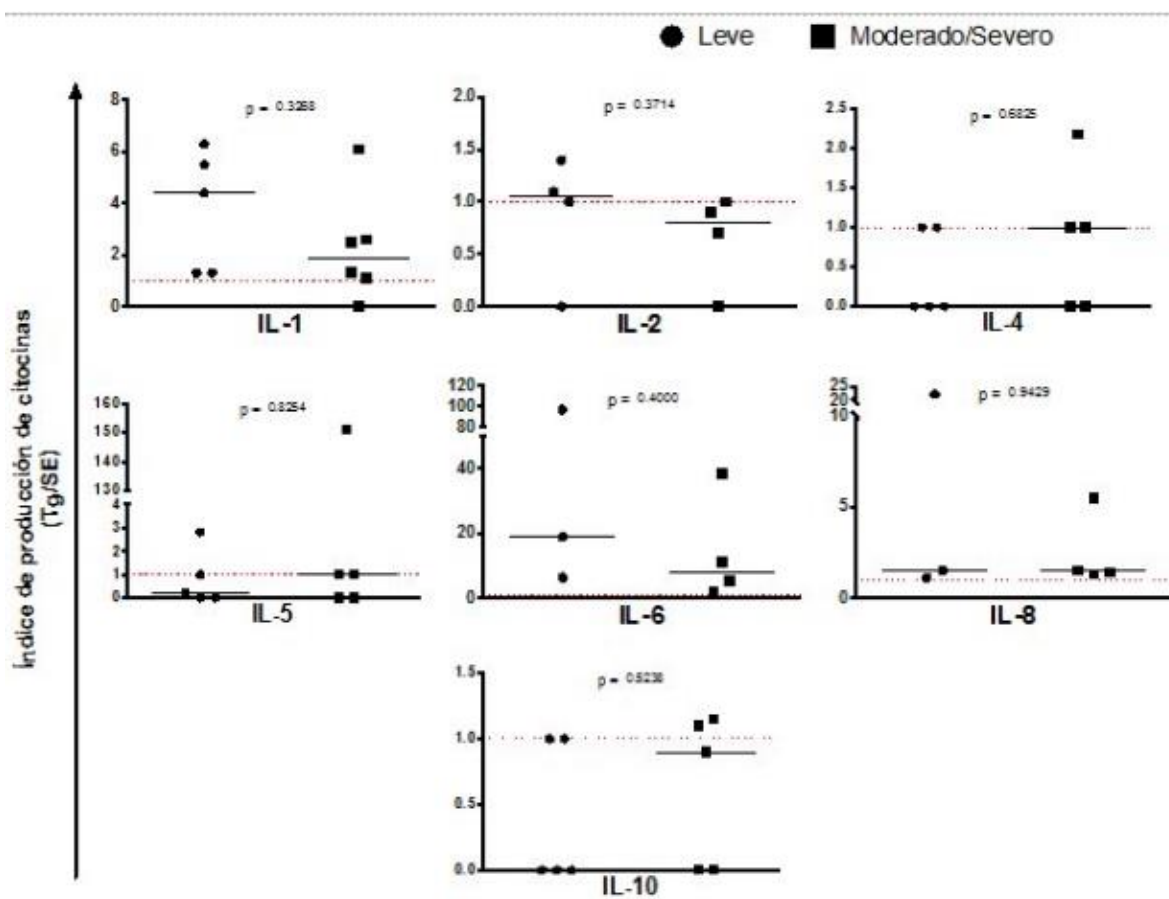 Leve Moderado/Severo
Índice de producción de citocinas
(Tg/SE)
8
6
4
2
0
p = 0.3268
IL-1
2.0
1.5
1.0
0.5
0.0
p = 0.3714
IL-2
2.5
2.0
1.5
1.0
0.5
0.0
p = 0.6825
IL-4
160
150
140
130
4
3
2
1
0
p = 0.8254
IL-5
120
100
80
40
20
0
p = 0.4000
IL-6
25
20
10
5
0
p = 0.9429
IL-8
1.5
1.0
0.5
0.0
p = 0.5238
IL-10